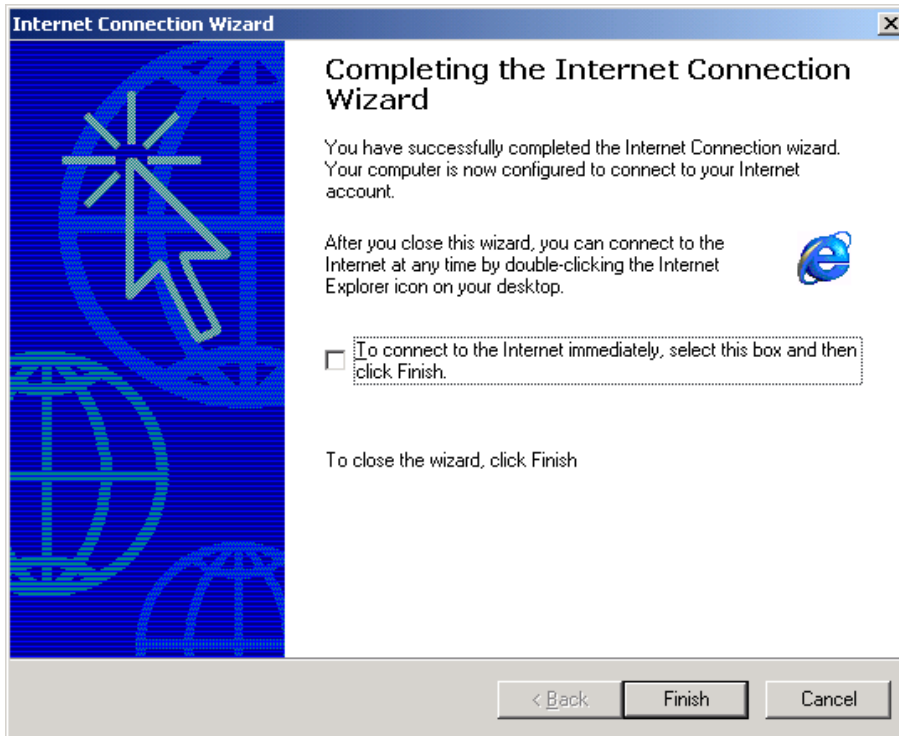 Internet Connection Wizard
Completing the Internet Connection
Wizard
You have successfully completed the Internet Connection wizard.
Your computer is now configured to connect to your Internet
account.
After you close this wizard, you can connect to the
Internet at any time by double-clicking the Internet
Explorer icon on your desktop.
To connect to the Internet immediately, select this box and then
click Finish.
To close the wizard, click Finish
< Back
Finish
Cancel